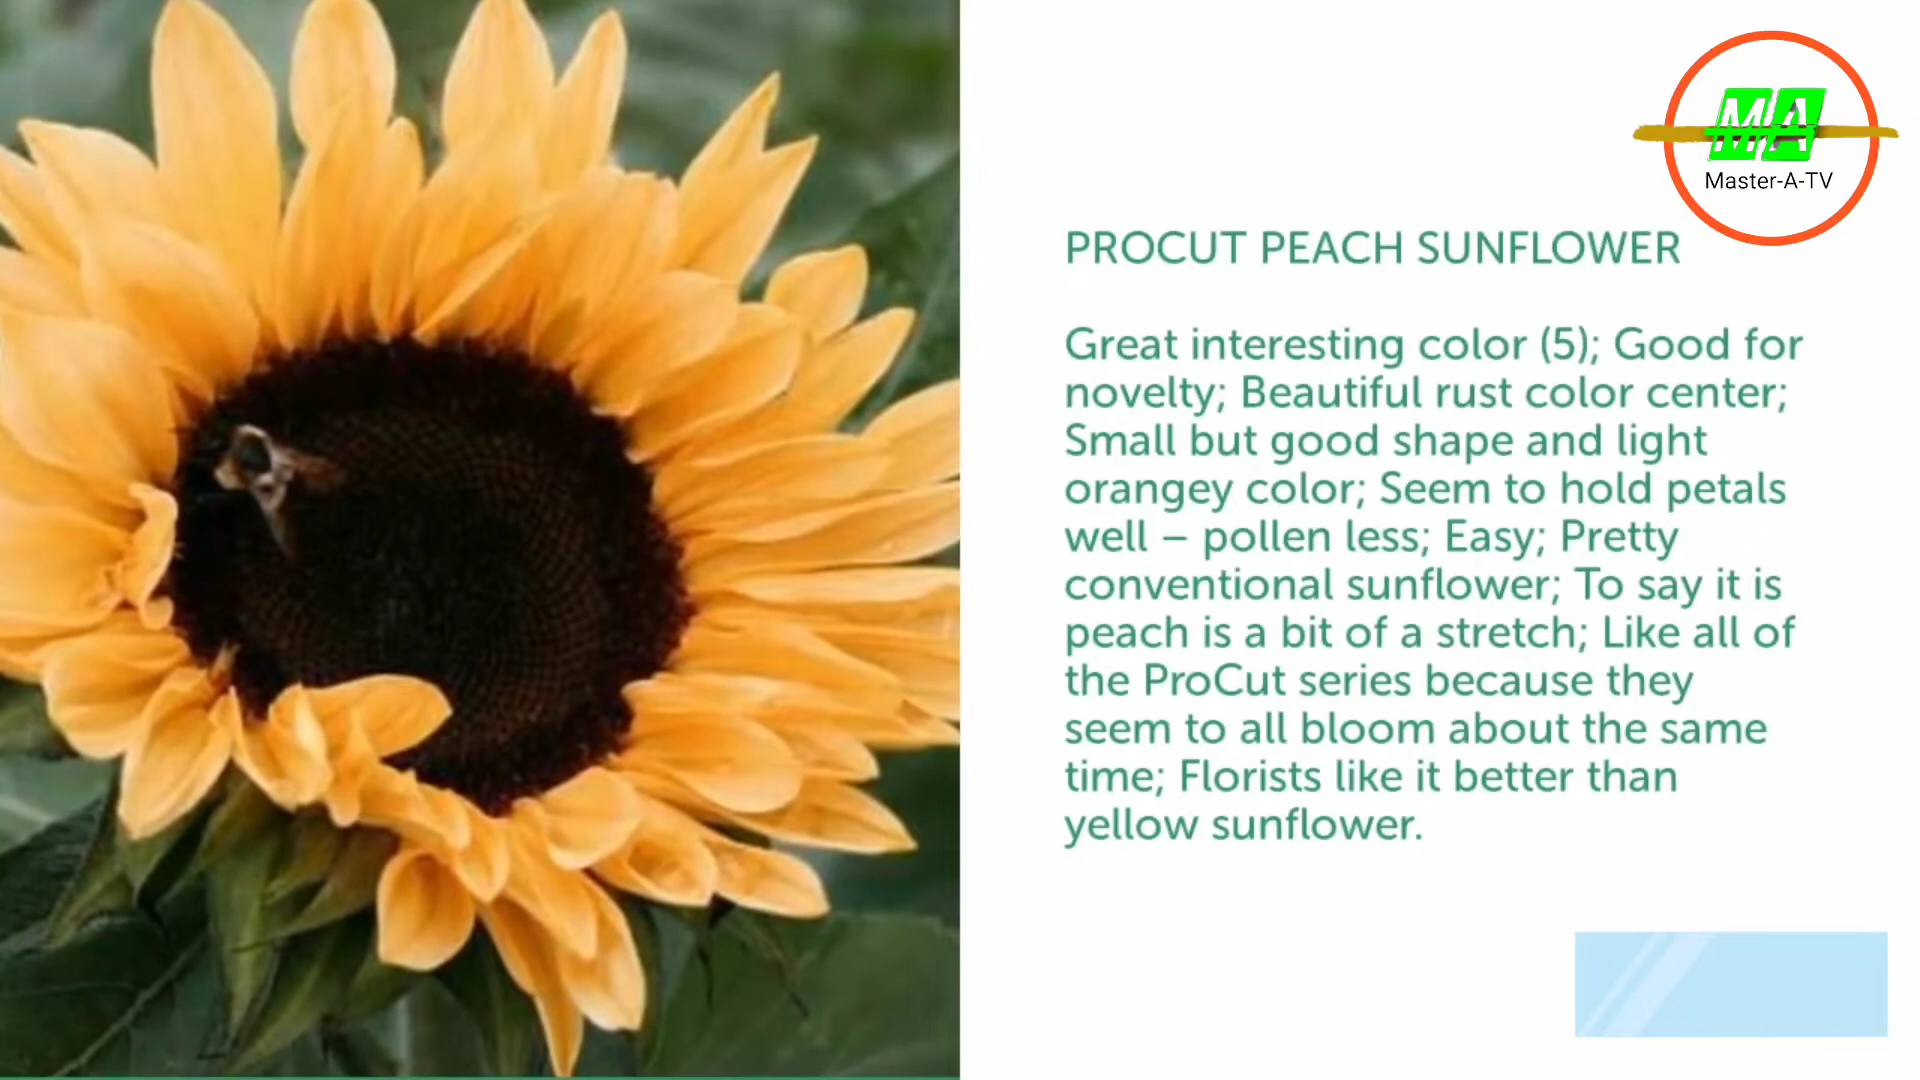 MA
Master-A-TV
PROCUT PEACH SUNFLOWER
Great interesting color (5); Good for
novelty; Beautiful rust color center;
Small but good shape and light
orangey color; Seem to hold petals
well – pollen less; Easy; Pretty
conventional sunflower; To say it is
peach is a bit of a stretch; Like all of
the ProCut series because they
seem to all bloom about the same
time; Florists like it better than
yellow sunflower.